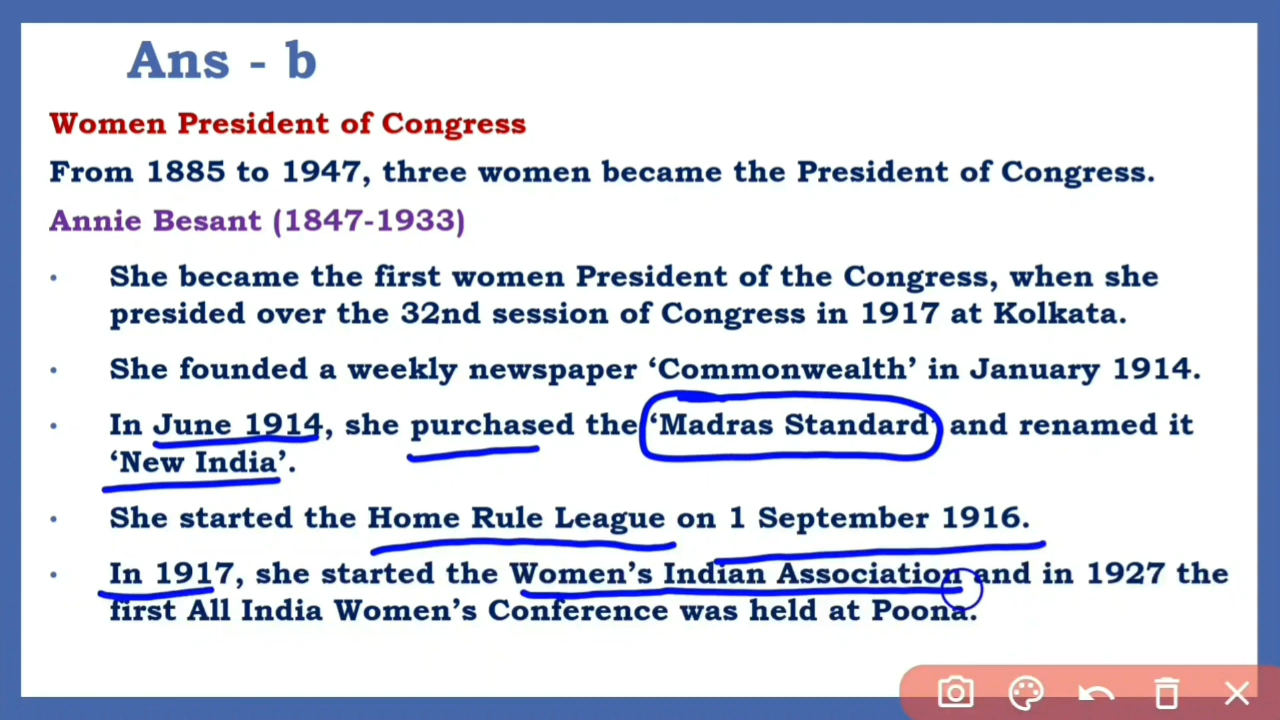 Ans - b
Women President of Congress
From 1885 to 1947, three women became the President of Congress.
Annie Besant (1847-1933)
• She became the first women President of the Congress, when she
presided over the 32nd session of Congress in 1917 at Kolkata.
• She founded a weekly newspaper ‘Commonwealth’ in January 1914.
• In June 1914, she purchased the ‘Madras Standard’ and renamed it
‘New India’.
• She started the Home Rule League on 1 September 1916.
• In 1917, she started the Women’s Indian Association and in 1927 the
first All India Women’s Conference was held at Poona.